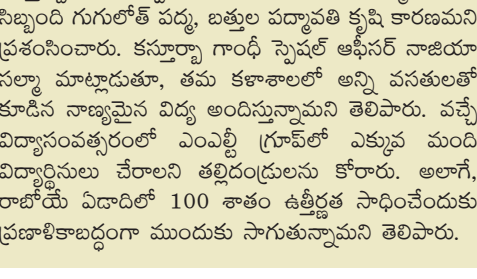 సిబ్బంది గుగులోత్ పద్మ, బత్తుల పద్మావతి కృషి కారణమని
ప్రశంసించారు. కస్తూర్బా గాంధీ స్పెషల్ ఆఫీసర్ నాజియా
సల్మా మాట్లాడుతూ, తమ కళాశాలలో అన్ని వసతులతో
కూడిన నాణ్యమైన విద్య అందిస్తున్నామని తెలిపారు. వచ్చే
విద్యాసంవత్సరంలో ఎంఎల్టీ గ్రూప్‌లో ఎక్కువ మంది
విద్యార్థినులు చేరాలని తల్లిదండ్రులను కోరారు. అలాగే,
రాబోయే ఏడాదిలో 100 శాతం ఉత్తీర్ణత సాధించేందుకు
ప్రణాళికాబద్ధంగా ముందుకు సాగుతున్నామని తెలిపారు.